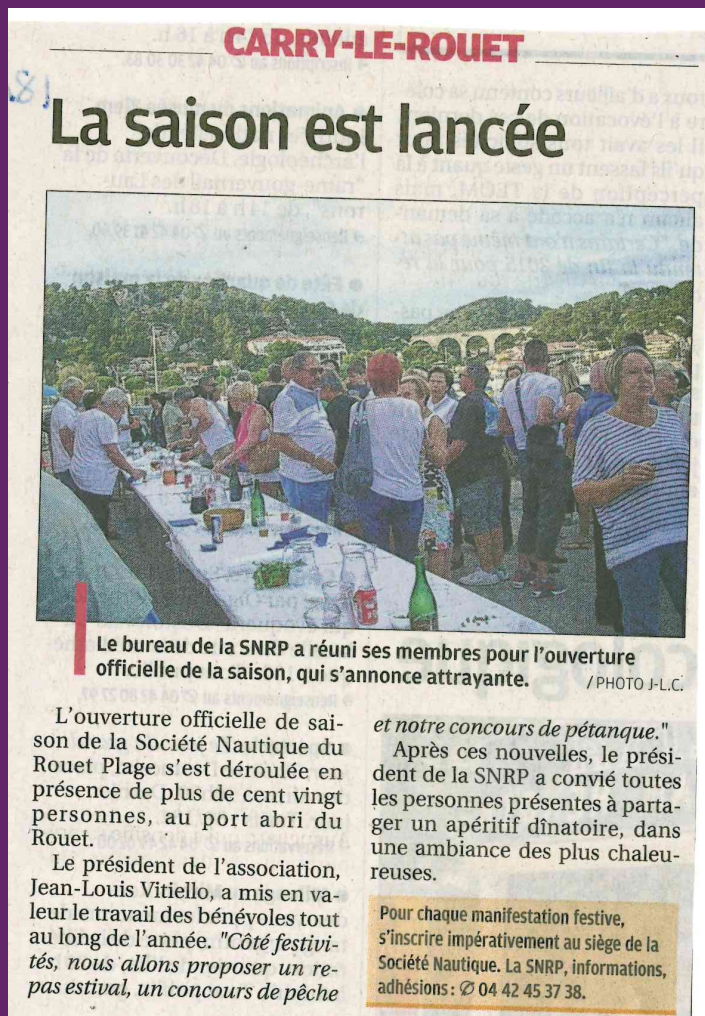 CARRY-LE-ROUET
La saison est lancée
Le bureau de la SNRP a réuni ses membres pour l'ouverture
officielle de la saison, qui s'annonce attrayante. / PHOTO J-L.C.
L'ouverture officielle de sai-
son de la Société Nautique du
Rouet Plage s'est déroulée en
présence de plus de cent vingt
personnes, au port abri du
Rouet.
Le président de l'association,
Jean-Louis Vitiello, a mis en va-
leur le travail des bénévoles tout
au long de l'année. "Côté festivi-
tés, nous allons proposer un re-
pas estival, un concours de pêche
et notre concours de pétanque."
Après ces nouvelles, le prési-
dent de la SNRP a convié toutes
les personnes présentes à parta-
ger un apéritif dînatoire, dans
une ambiance des plus chaleu-
reuses.
Pour chaque manifestation festive,
s'inscrire impérativement au siège de la
Société Nautique. La SNRP, informations,
adhésions : ✆ 04 42 45 37 38.